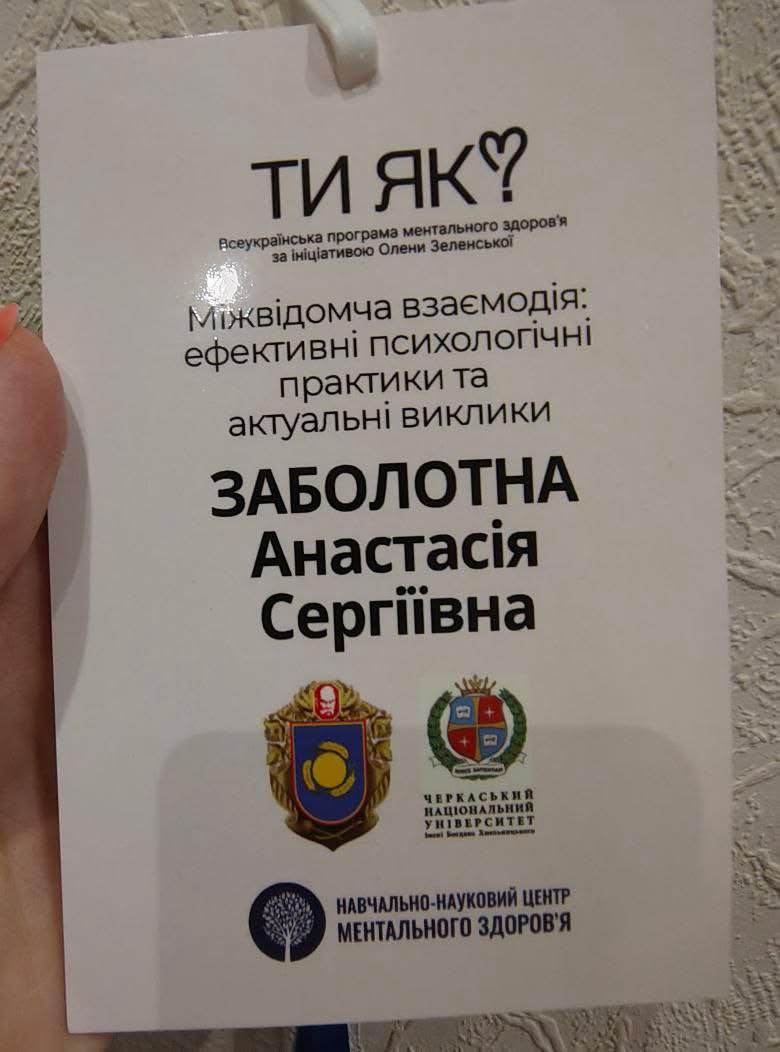 ТИ ЯК?
Всеукраїнська програма ментального здоров'я
за ініціативою Олени Зеленської
Міжвідомча взаємодія:
ефективні психологічні
практики та
актуальні виклики
ЗАБОЛОТНА
Анастасія
Сергіївна
ЧЕРКАСЬКИЙ
НАЦІОНАЛЬНИЙ
УНІВЕРСИТЕТ
імені Богдана Хмельницького
НАВЧАЛЬНО-НАУКОВИЙ ЦЕНТР
МЕНТАЛЬНОГО ЗДОРОВ'Я